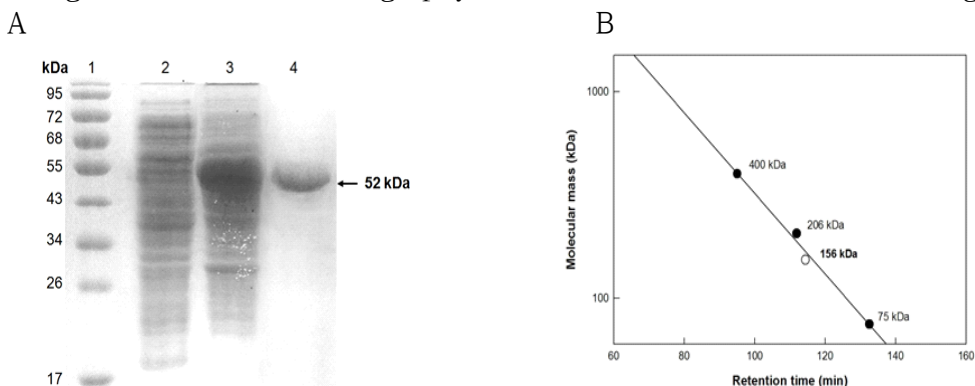 A
B
kDa 1 2 3 4
95
72
68
55
43
34
26
17
52 kDa
Molecular mass (kDa)
1000
100
400 kDa
206 kDa
156 kDa
75 kDa
60 80 100 120 140 160
Retention time (min)